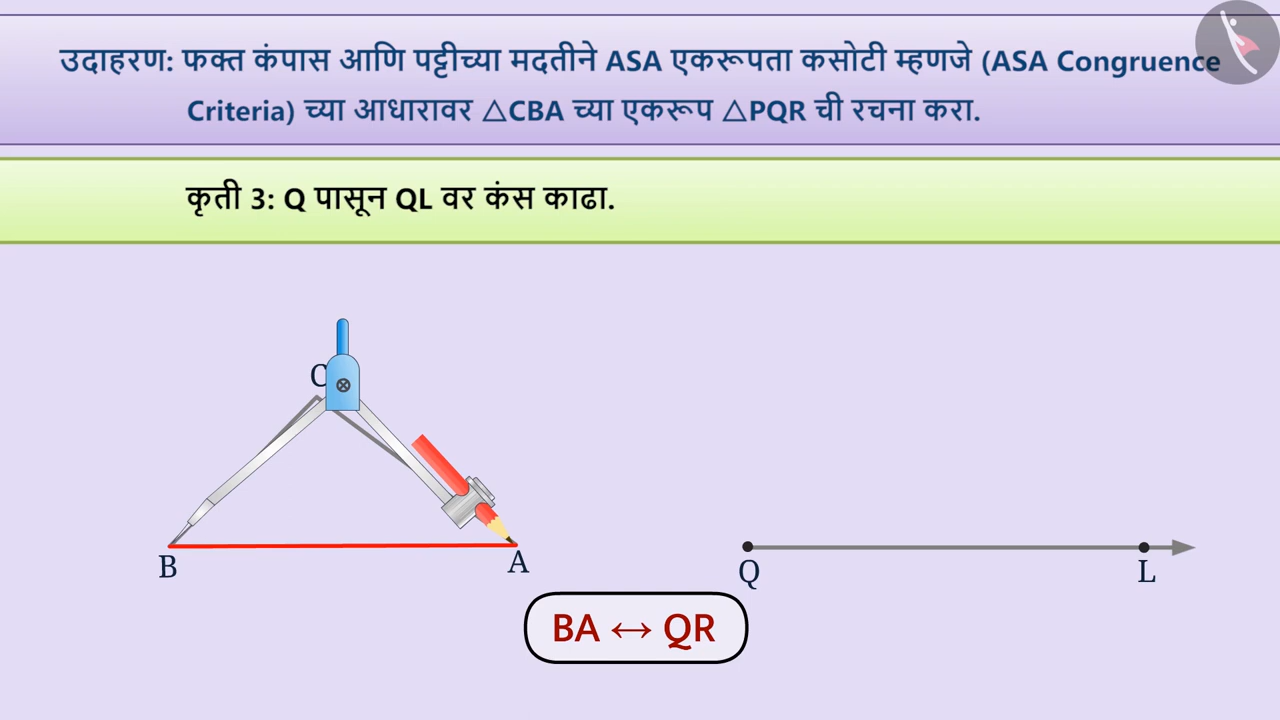 उदाहरण: फक्त कंपास आणि पट्टीच्या मदतीने ASA एकरूपता कसोटी म्हणजे (ASA Congruence
Criteria) च्या आधारावर △CBA च्या एकरूप △PQR ची रचना करा.
कृती 3: Q पासून QL वर कंस काढा.
C
B
A
Q
L
BA ↔ QR